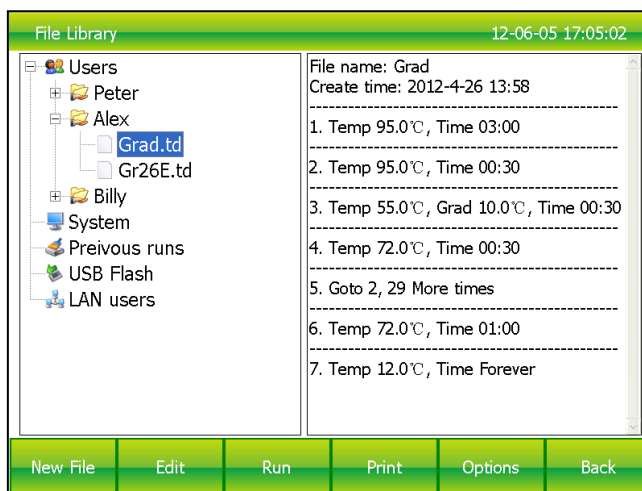 File Library
12-06-05 17:05:02
Users
Peter
Alex
Grad.td
Gr26E.td
Billy
System
Preivous runs
USB Flash
LAN users
File name: Grad
Create time: 2012-4-26 13:58
1. Temp 95.0℃, Time 03:00
2. Temp 95.0℃, Time 00:30
3. Temp 55.0℃, Grad 10.0℃, Time 00:30
4. Temp 72.0℃, Time 00:30
5. Goto 2, 29 More times
6. Temp 72.0℃, Time 01:00
7. Temp 12.0℃, Time Forever
New File
Edit
Run
Print
Options
Back